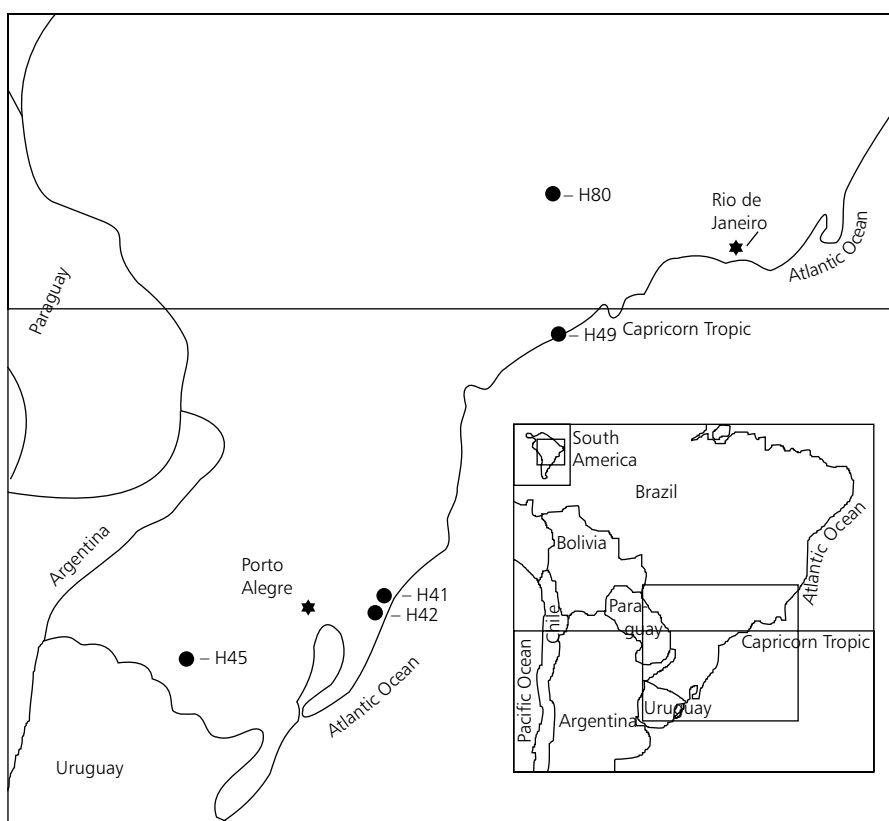 – H80
Rio de
Janeiro
Atlantic Ocean
Paraguay
Capricorn Tropic
– H49
Argentina
Porto
Alegre
– H41
– H42
– H45
Atlantic Ocean
Uruguay
South
America
Brazil
Bolivia
Atlantic Ocean
Para-
guay
Chile
Capricorn Tropic
Pacific Ocean
Argentina
Uruguay